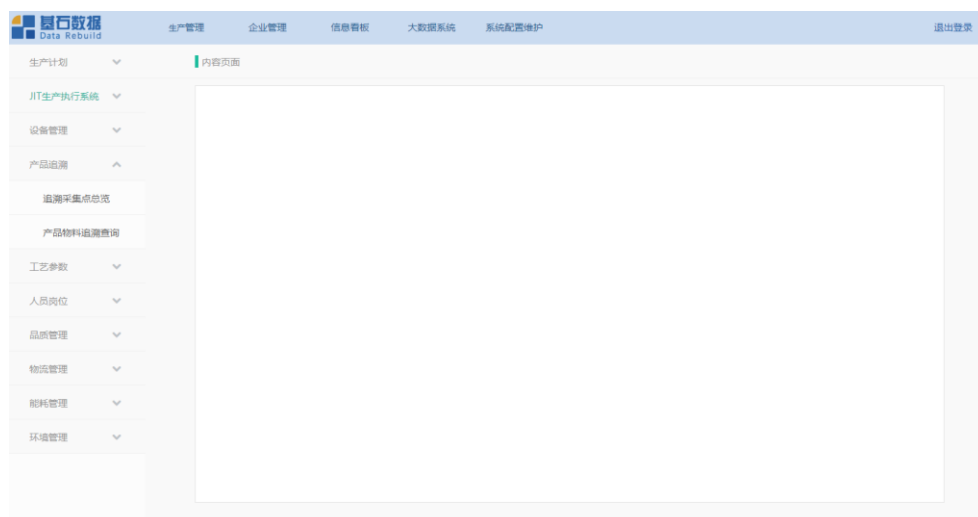 基石数据
Data Rebuild
生产管理 企业管理 信息看板 大数据系统 系统配置维护 退出登录
生产计划
内容页面
JIT生产执行系统
设备管理
产品追溯
追溯采集点总览
产品物料追溯查询
工艺参数
人员岗位
品质管理
物流管理
能耗管理
环境管理